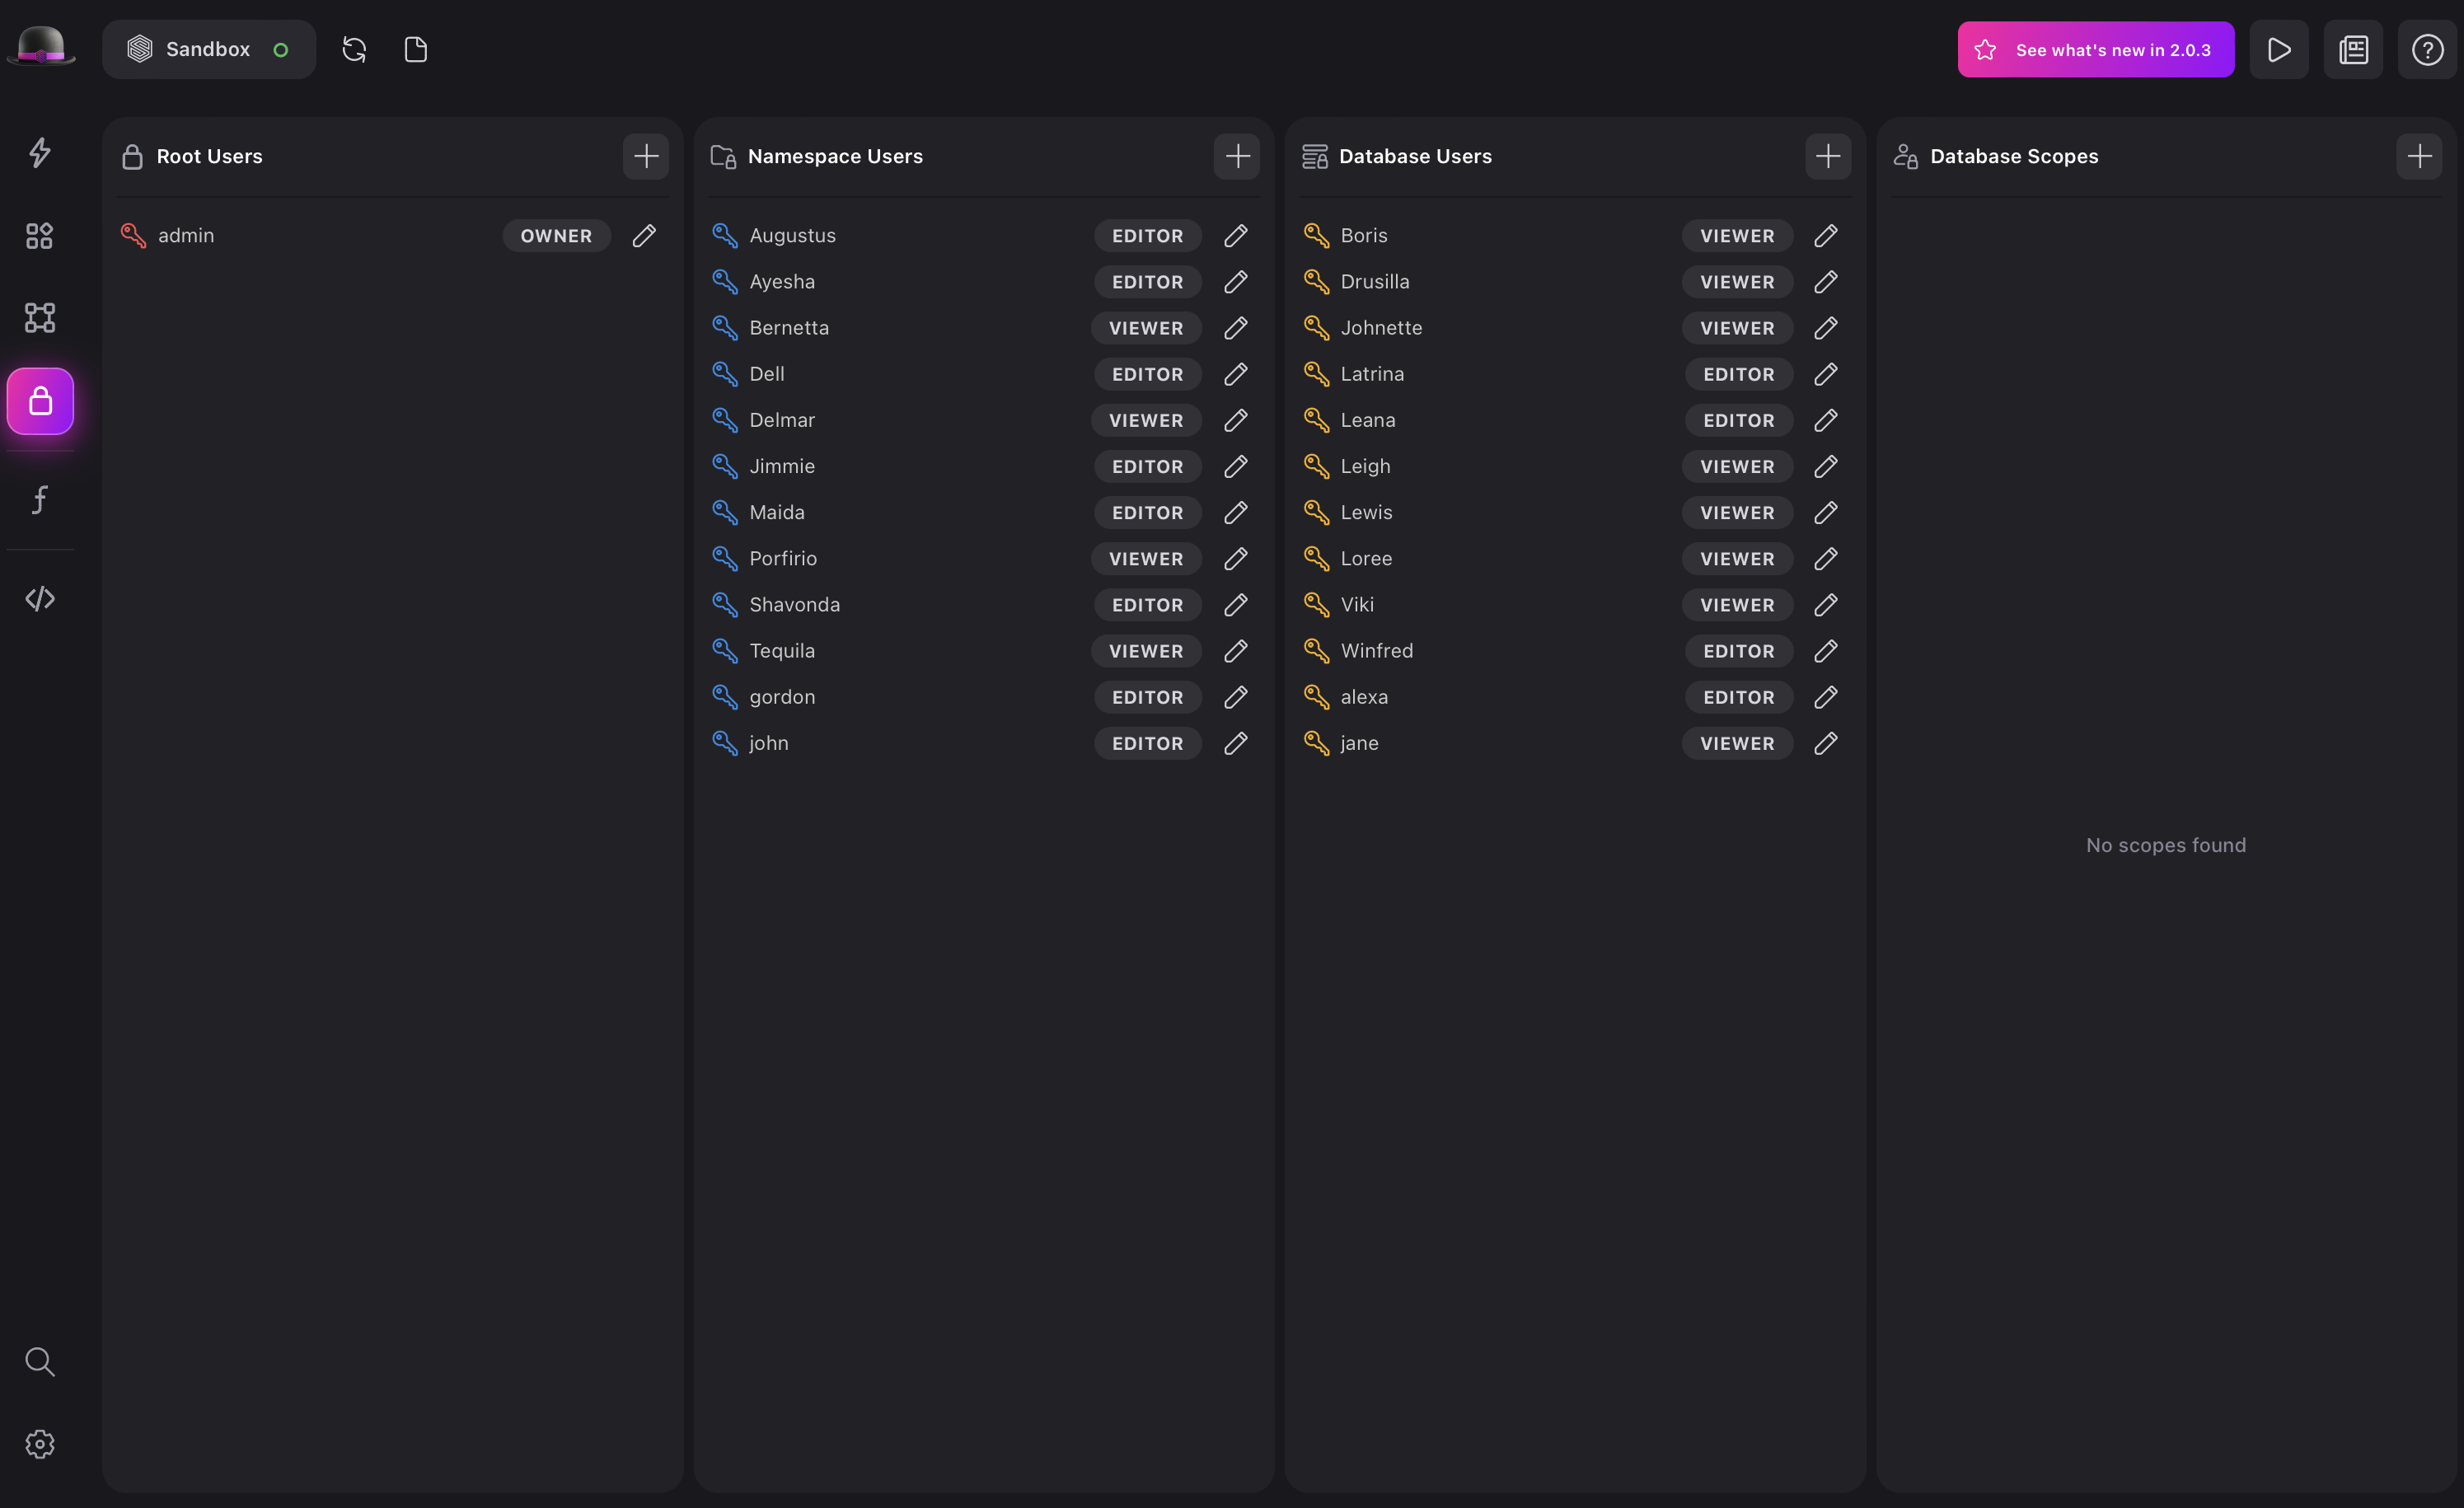 Sandbox
See what's new in 2.0.3
Root Users
admin OWNER
Namespace Users
Augustus EDITOR
Ayesha EDITOR
Bernetta VIEWER
Dell EDITOR
Delmar VIEWER
Jimmie EDITOR
Maida EDITOR
Porfirio VIEWER
Shavonda EDITOR
Tequila VIEWER
gordon EDITOR
john EDITOR
Database Users
Boris VIEWER
Drusilla VIEWER
Johnette VIEWER
Latrina EDITOR
Leana EDITOR
Leigh VIEWER
Lewis VIEWER
Loree VIEWER
Viki VIEWER
Winfred EDITOR
alexa EDITOR
jane VIEWER
Database Scopes
No scopes found